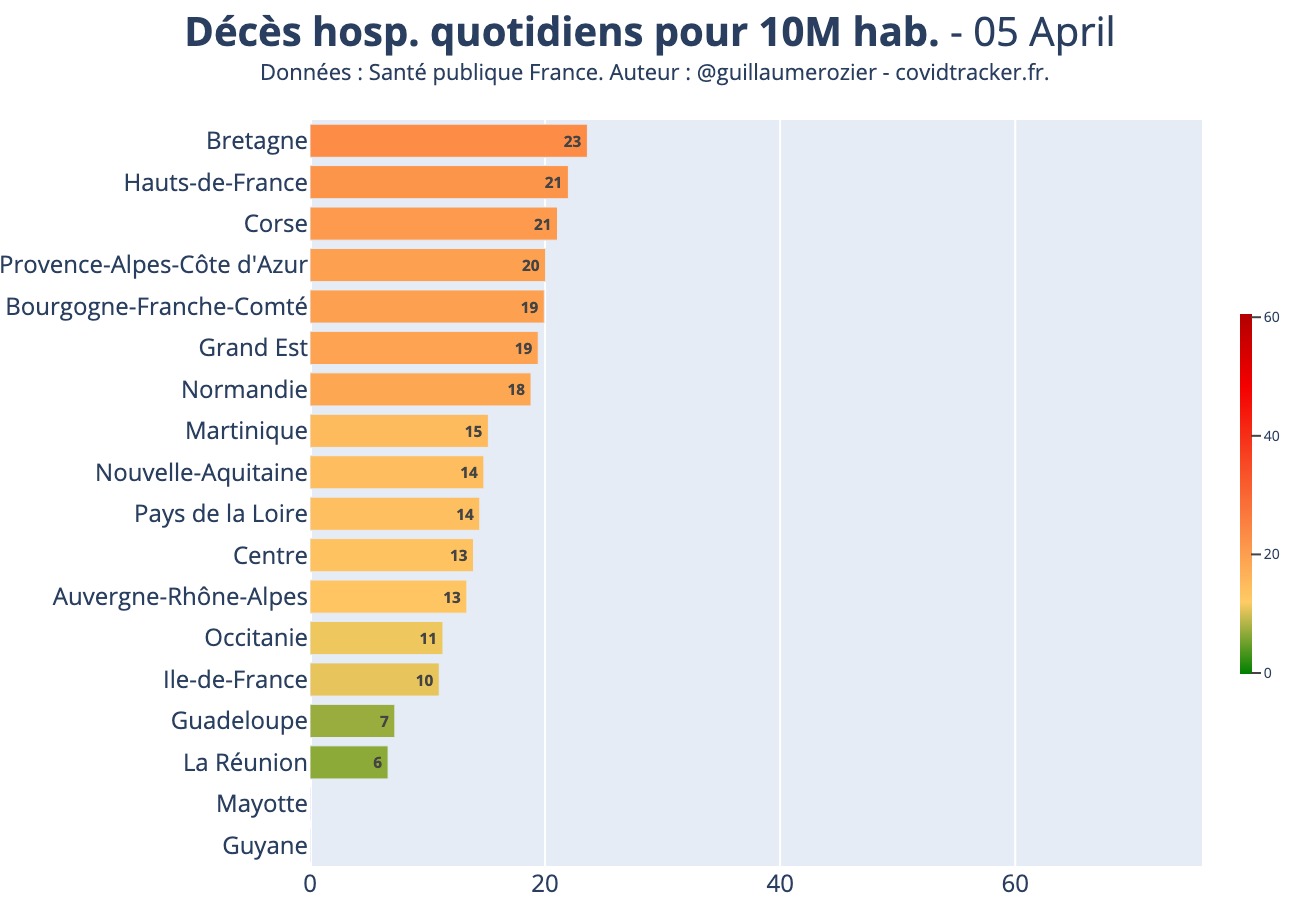 Décès hosp. quotidiens pour 10M hab. - 05 April
Données : Santé publique France. Auteur : @guillaumerozier - covidtracker.fr.
Bretagne 23
Hauts-de-France 21
Corse 21
Provence-Alpes-Côte d'Azur 20
Bourgogne-Franche-Comté 19
Grand Est 19
Normandie 18
Martinique 15
Nouvelle-Aquitaine 14
Pays de la Loire 14
Centre 13
Auvergne-Rhône-Alpes 13
Occitanie 11
Ile-de-France 10
Guadeloupe 7
La Réunion 6
Mayotte
Guyane
0 20 40 60
60
40
20
0